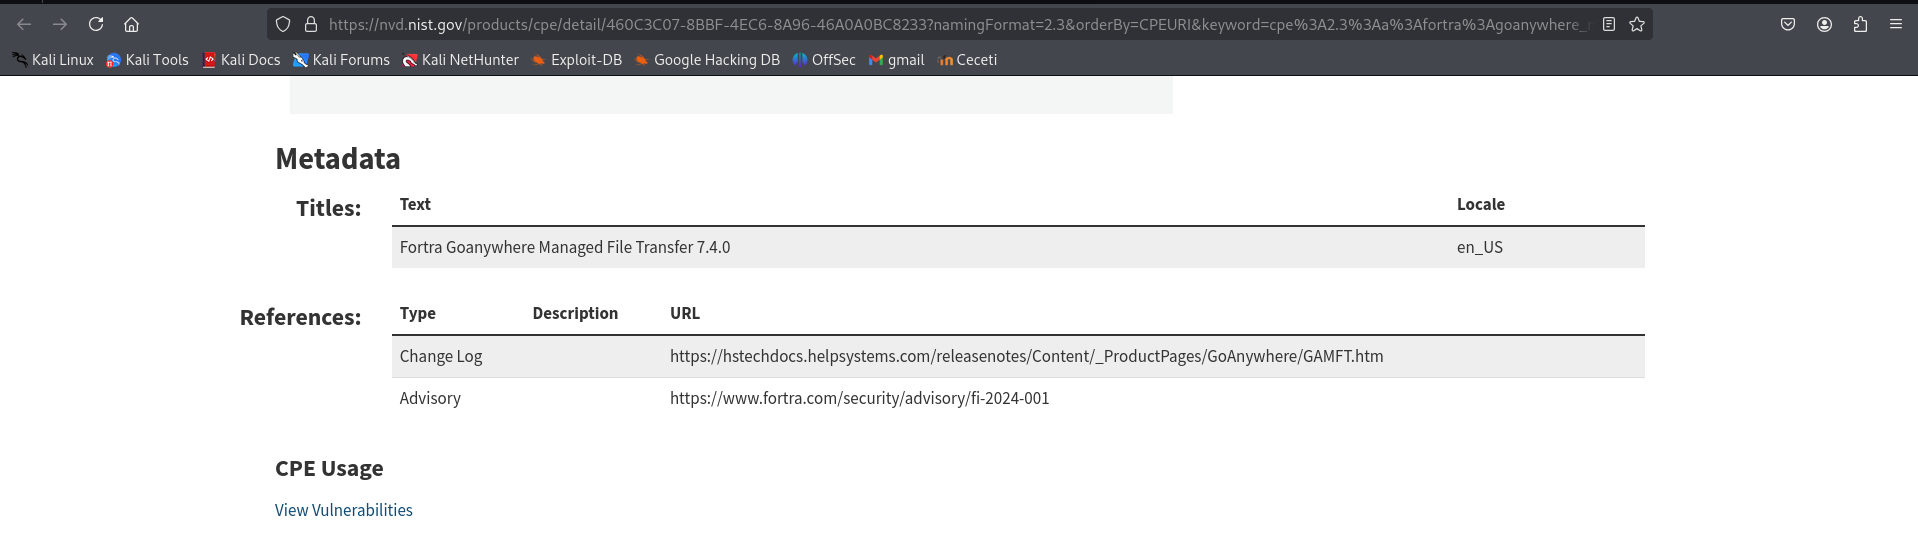 https://nvd.nist.gov/products/cpe/detail/460C3C07-8BBF-4EC6-8A96-46A0A0BC8233?namingFormat=2.3&orderBy=CPEURI&keyword=cpe%3A2.3%3Aa%3Afortra%3Agoanywhere_
Kali Linux Kali Tools Kali Docs Kali Forums Kali NetHunter Exploit-DB Google Hacking DB OffSec gmail Ceceti
Metadata
Titles: Text Locale
Fortra Goanywhere Managed File Transfer 7.4.0 en_US
References: Type Description URL
Change Log https://hstechdocs.helpsystems.com/releasenotes/Content/_ProductPages/GoAnywhere/GAMFT.htm
Advisory https://www.fortra.com/security/advisory/fi-2024-001
CPE Usage
View Vulnerabilities